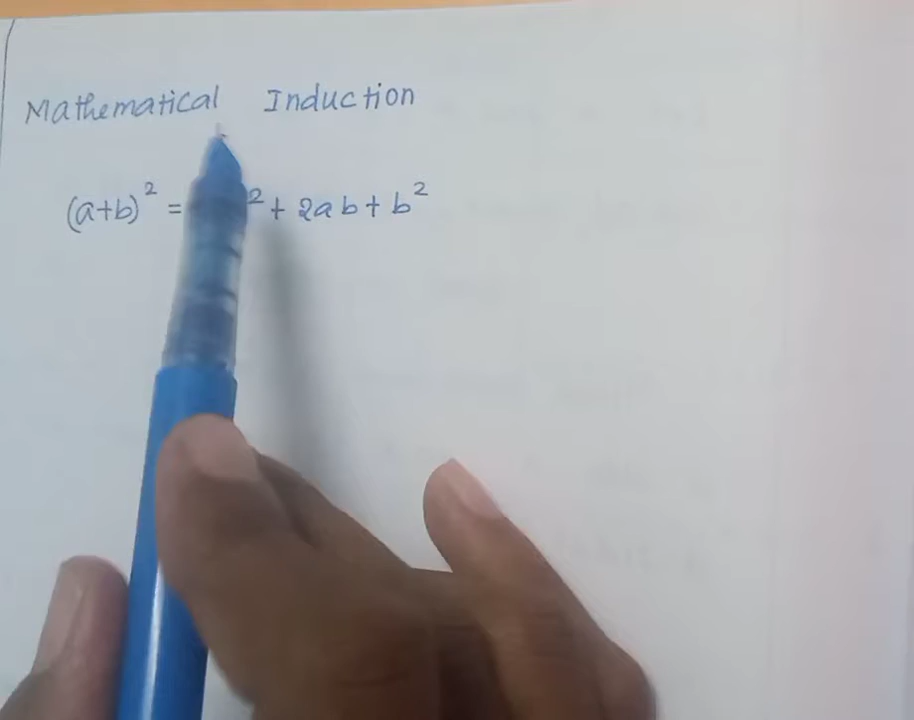 Mathematical Induction
(a+b)² = ² + 2ab + b²